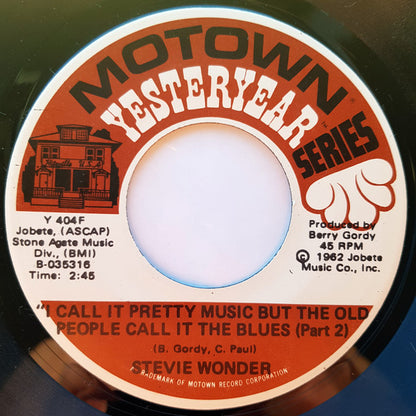 MOTOWN
YESTERYEAR
SERIES
Y 404F
Jobete, (ASCAP)
Stone Agate Music
Div., (BMI)
B-035316
Time: 2:45
Produced by
Berry Gordy
45 RPM
© 1962 Jobete
Music Co., Inc.
"I CALL IT PRETTY MUSIC BUT THE OLD
PEOPLE CALL IT THE BLUES (Part 2)
(B. Gordy, C. Paul)
STEVIE WONDER
TRADEMARK OF MOTOWN RECORD CORPORATION